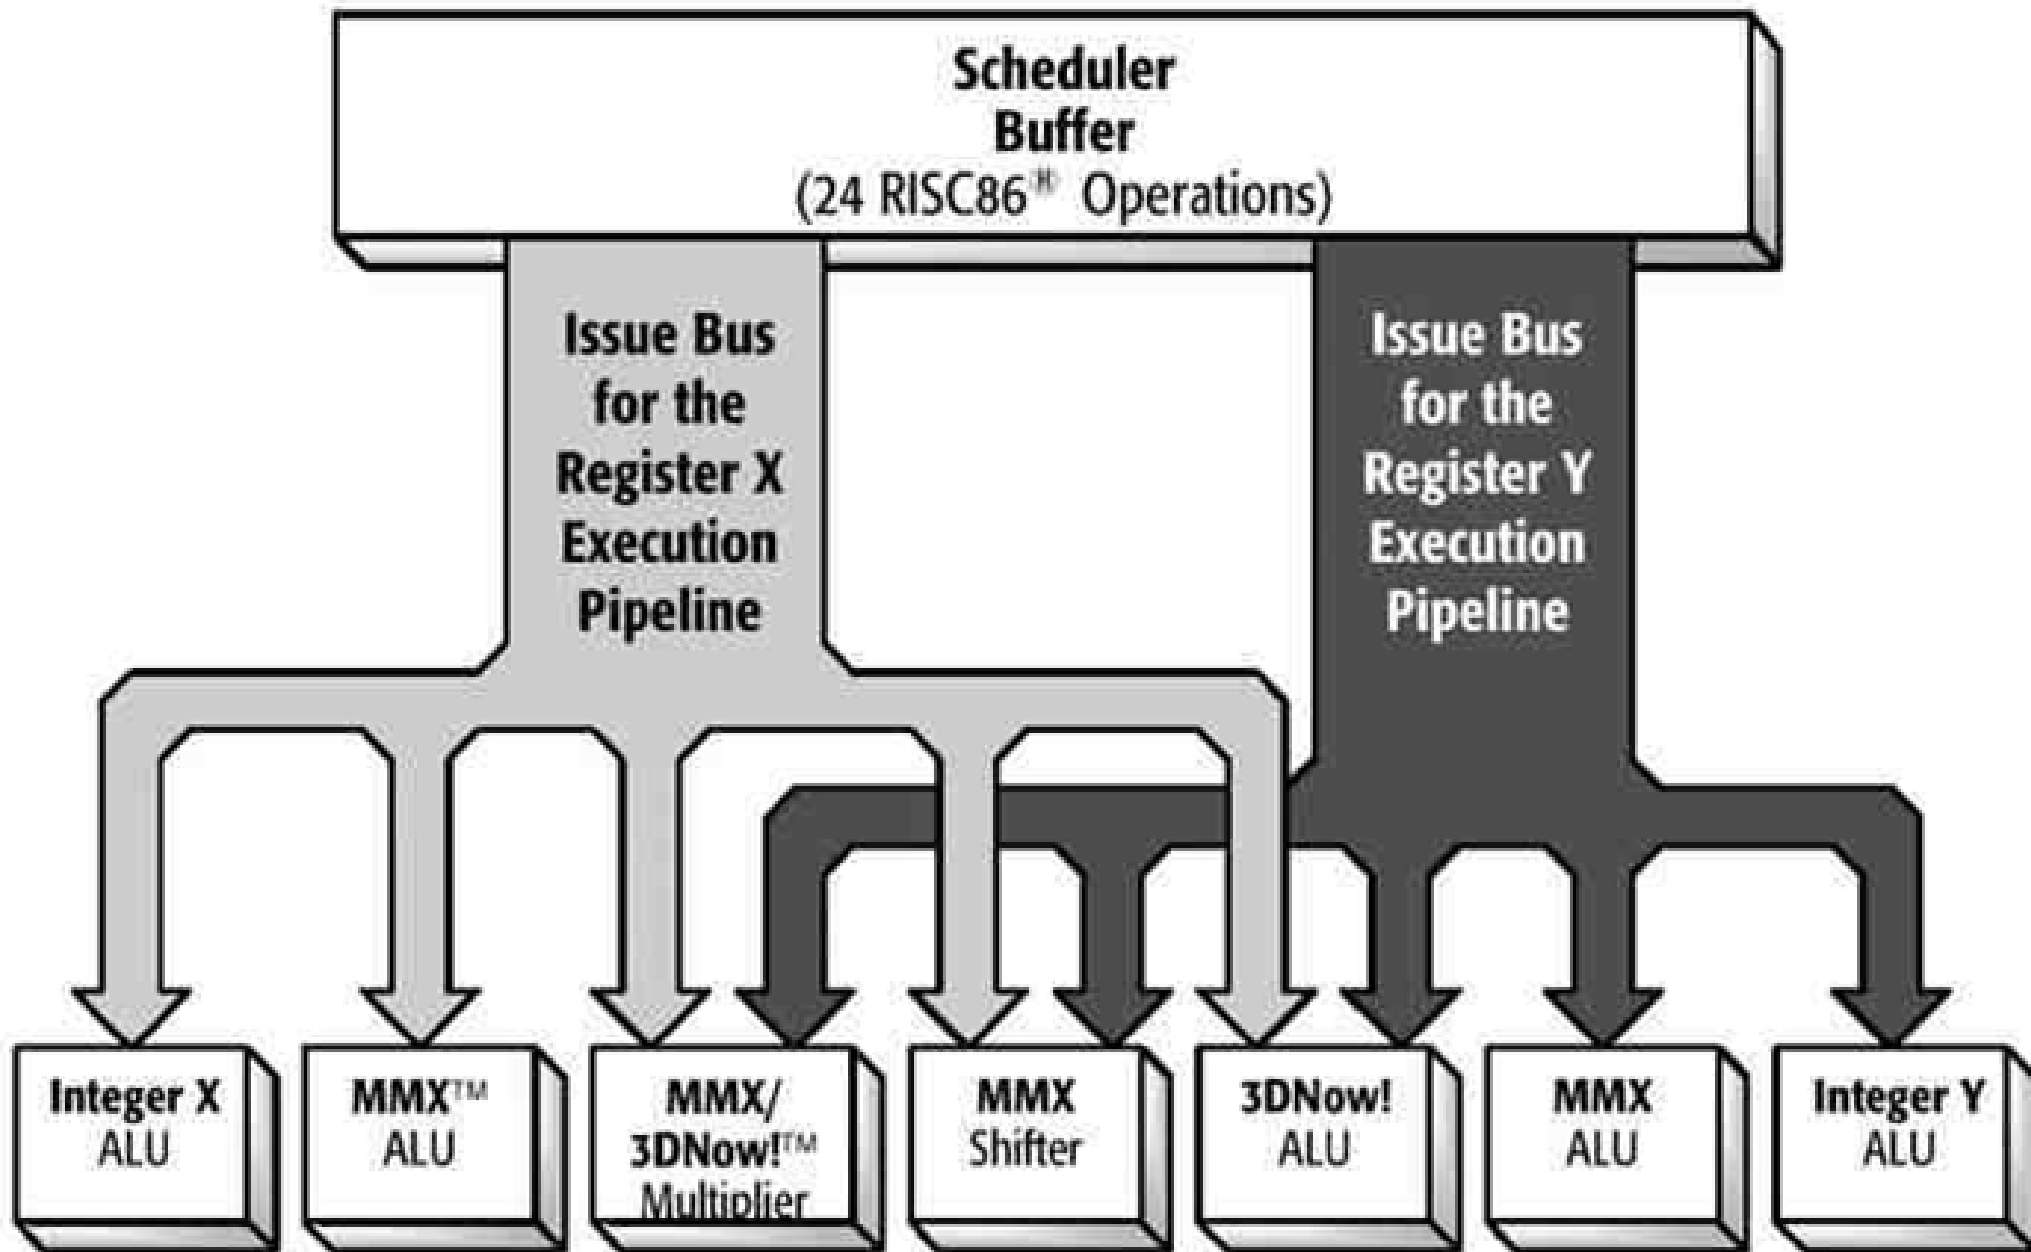 Scheduler
Buffer
(24 RISC86® Operations)
Issue Bus
for the
Register X
Execution
Pipeline
Issue Bus
for the
Register Y
Execution
Pipeline
Integer X
ALU
MMX™
ALU
MMX/
3DNow!™
Multiplier
MMX
Shifter
3DNow!
ALU
MMX
ALU
Integer Y
ALU